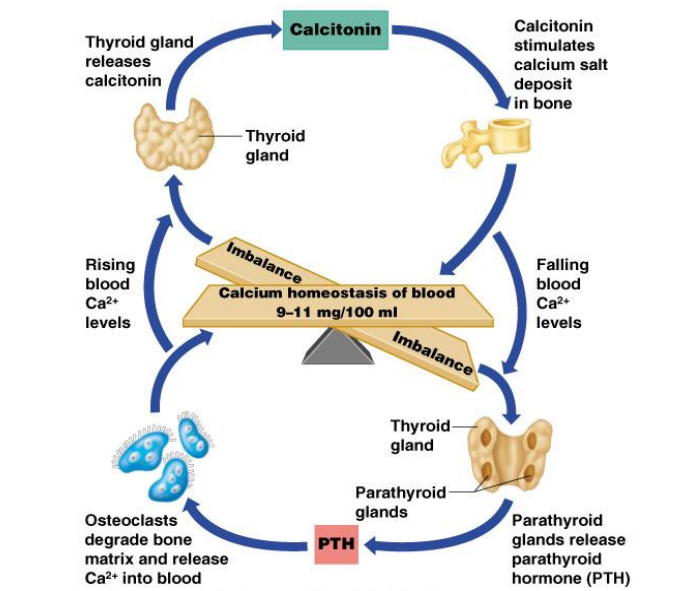 Calcitonin
Thyroid gland
releases
calcitonin
Calcitonin
stimulates
calcium salt
deposit
in bone
Thyroid
gland
Imbalance
Rising
blood
Ca²⁺
levels
Calcium homeostasis of blood
9–11 mg/100 ml
Falling
blood
Ca²⁺
levels
Imbalance
Thyroid
gland
Parathyroid
glands
Osteoclasts
degrade bone
matrix and release
Ca²⁺ into blood
PTH
Parathyroid
glands release
parathyroid
hormone (PTH)